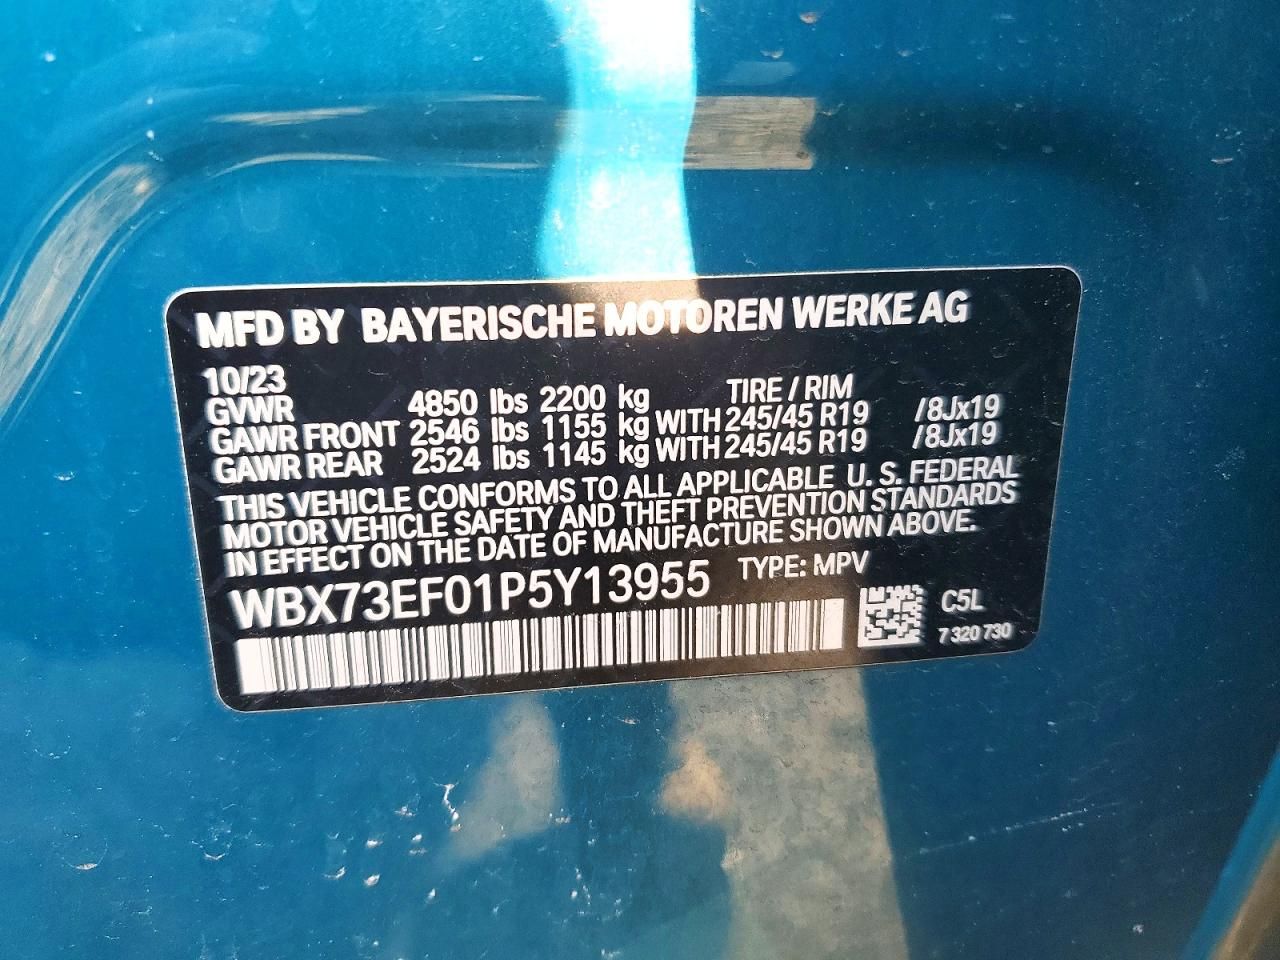 MFD BY BAYERISCHE MOTOREN WERKE AG
10/23 TIRE / RIM
GVWR 4850 lbs 2200 kg
GAWR FRONT 2546 lbs 1155 kg WITH 245/45 R19 /8Jx19
GAWR REAR 2524 lbs 1145 kg WITH 245/45 R19 /8Jx19
THIS VEHICLE CONFORMS TO ALL APPLICABLE U. S. FEDERAL
MOTOR VEHICLE SAFETY AND THEFT PREVENTION STANDARDS
IN EFFECT ON THE DATE OF MANUFACTURE SHOWN ABOVE.
WBX73EF01P5Y13955 TYPE: MPV
C5L
7 320 730